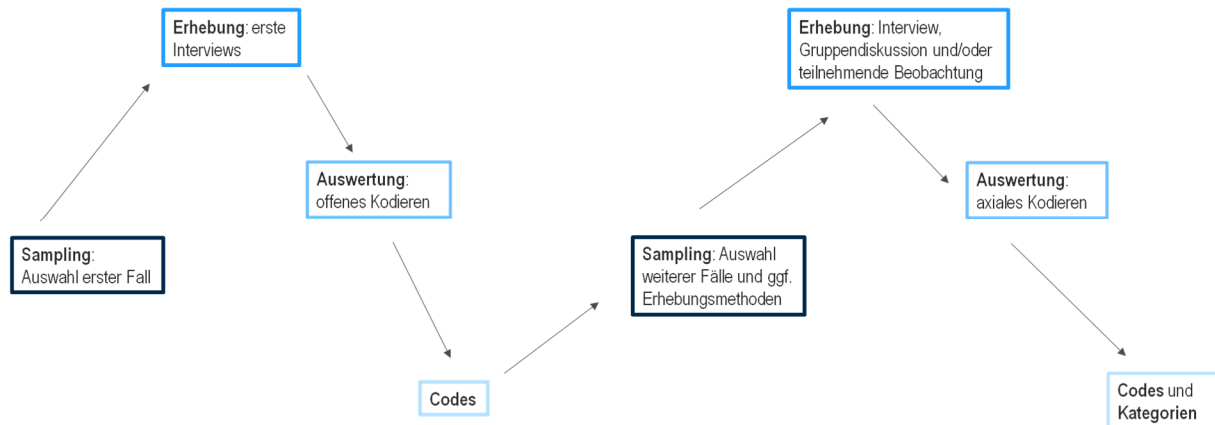 Erhebung: erste
Interviews
Auswertung:
offenes Kodieren
Sampling:
Auswahl erster Fall
Codes
Erhebung: Interview,
Gruppendiskussion und/oder
teilnehmende Beobachtung
Auswertung:
axiales Kodieren
Sampling: Auswahl
weiterer Fälle und ggf.
Erhebungsmethoden
Codes und
Kategorien